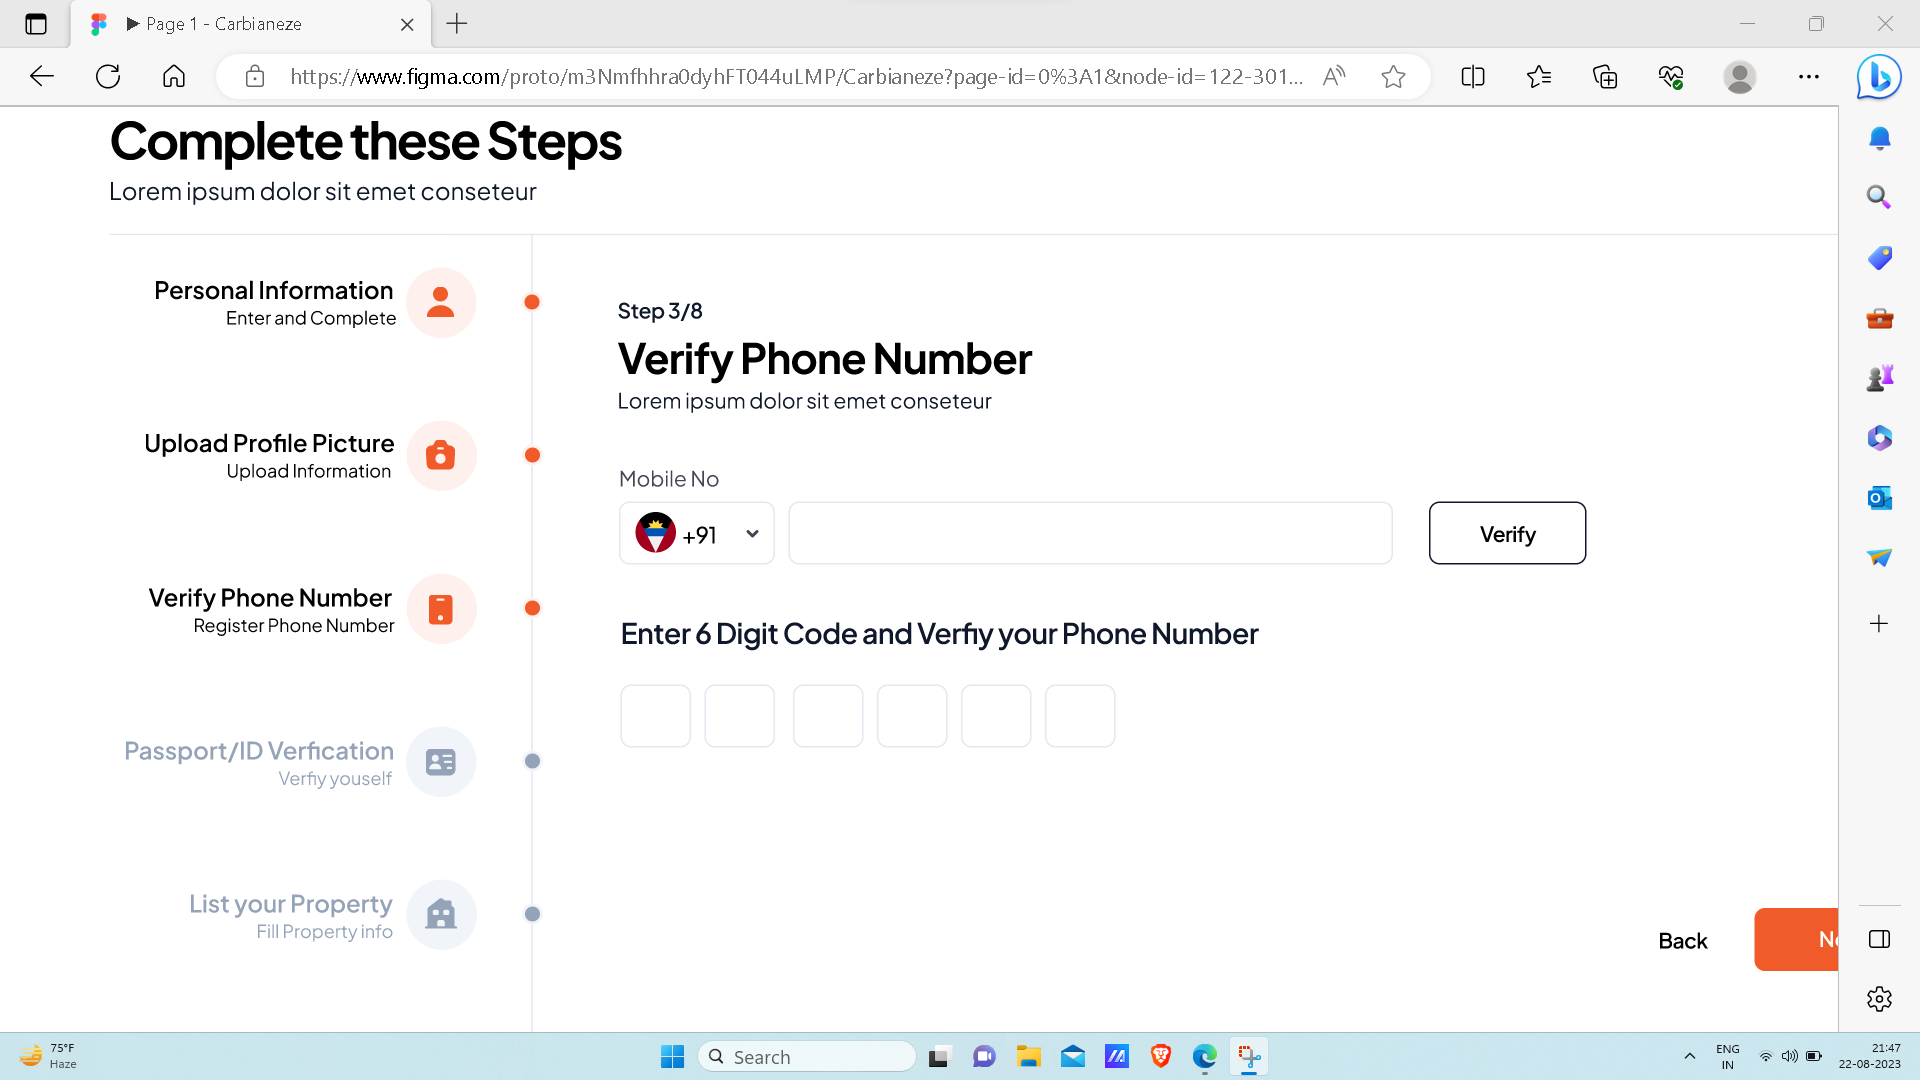 Page 1 - Carbianeze
https://www.figma.com/proto/m3Nmfhhra0dyhFT044uLMP/Carbianeze?page-id=0%3A1&node-id=122-301...
Complete these Steps
Lorem ipsum dolor sit emet conseteur
Personal Information
Enter and Complete
Upload Profile Picture
Upload Information
Verify Phone Number
Register Phone Number
Passport/ID Verfication
Verfiy youself
List your Property
Fill Property info
Step 3/8
Verify Phone Number
Lorem ipsum dolor sit emet conseteur
Mobile No
+91
Verify
Enter 6 Digit Code and Verfiy your Phone Number
Back
75°F
Haze
Search
ENG
IN
21:47
22-08-2023